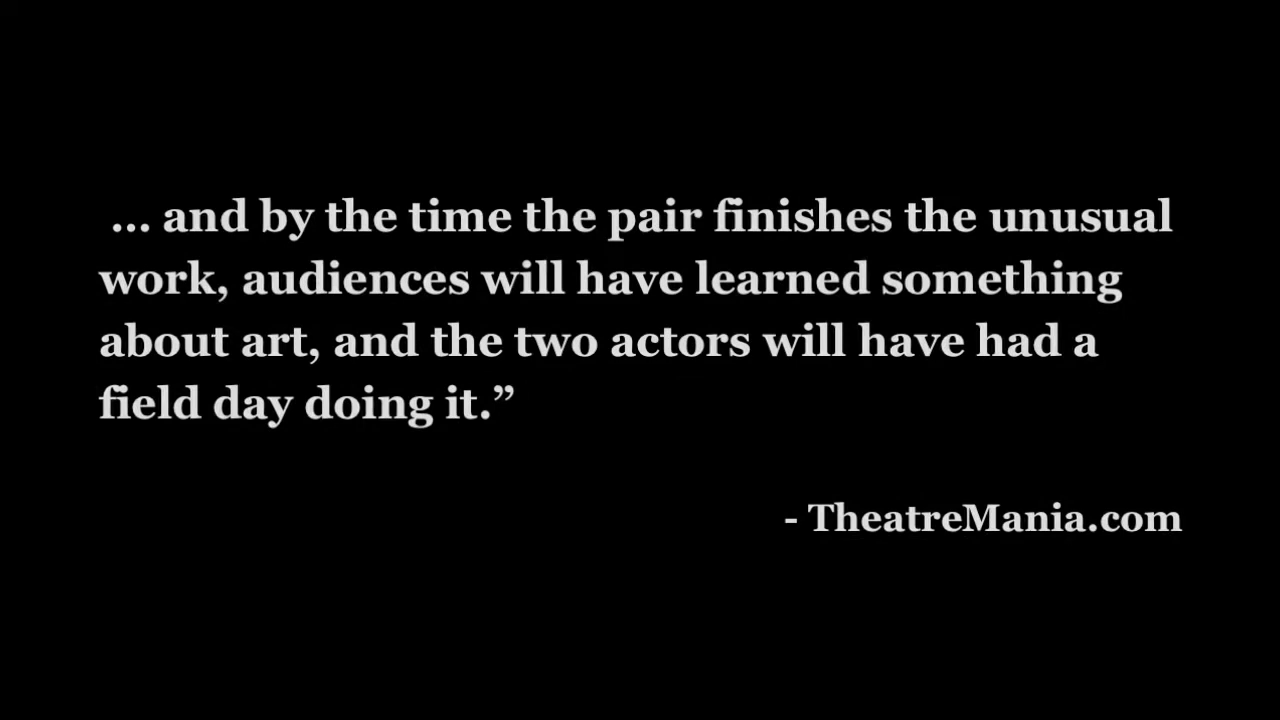 ... and by the time the pair finishes the unusual
work, audiences will have learned something
about art, and the two actors will have had a
field day doing it.”
- TheatreMania.com